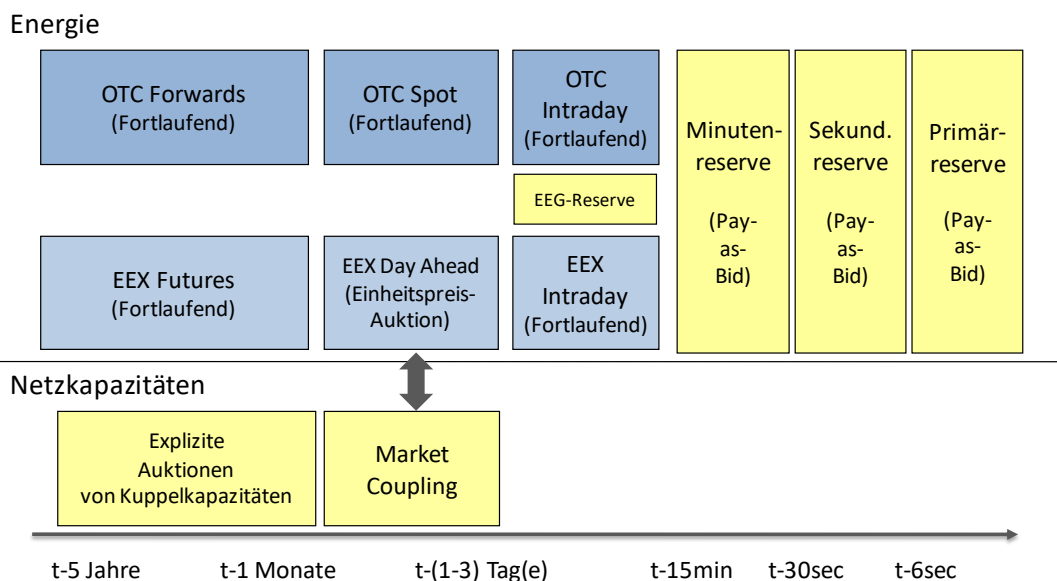 Energie
OTC Forwards
(Fortlaufend)
OTC Spot
(Fortlaufend)
OTC
Intraday
(Fortlaufend)
EEG-Reserve
EEX Futures
(Fortlaufend)
EEX Day Ahead
(Einheitspreis-
Auktion)
EEX
Intraday
(Fortlaufend)
Minuten-
reserve
(Pay-
as-
Bid)
Sekund.
reserve
(Pay-
as-
Bid)
Primär-
reserve
(Pay-
as-
Bid)
Netzkapazitäten
Explizite
Auktionen
von Kuppelkapazitäten
Market
Coupling
t-5 Jahre
t-1 Monate
t-(1-3) Tag(e)
t-15min
t-30sec
t-6sec